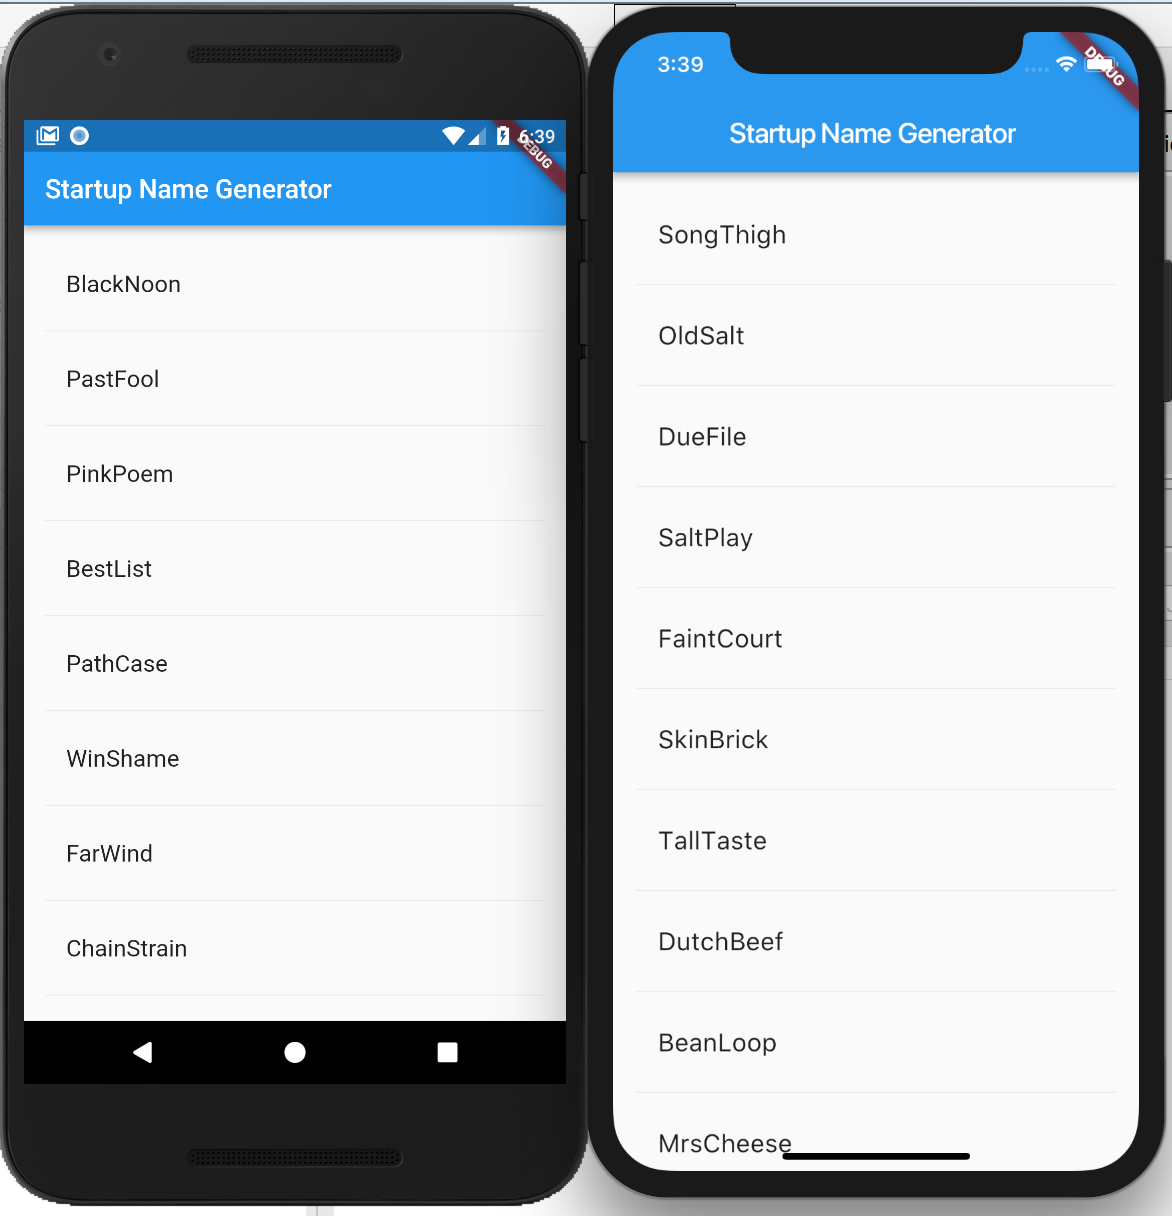 6:39
DEBUG
Startup Name Generator
BlackNoon
PastFool
PinkPoem
BestList
PathCase
WinShame
FarWind
ChainStrain
3:39
DEBUG
Startup Name Generator
SongThigh
OldSalt
DueFile
SaltPlay
FaintCourt
SkinBrick
TallTaste
DutchBeef
BeanLoop
MrsCheese